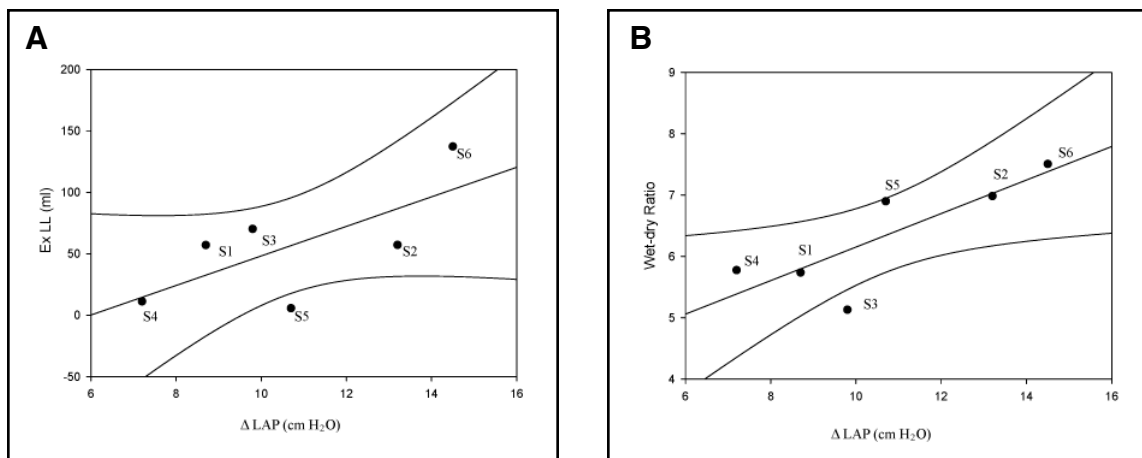 A
200
150
100
50
0
-50
Ex LL (ml)
S6
S3
S1
S2
S4
S5
6 8 10 12 14 16
Δ LAP (cm H₂O)
B
9
8
7
6
5
4
Wet-dry Ratio
S6
S5
S2
S4
S1
S3
6 8 10 12 14 16
Δ LAP (cm H₂O)